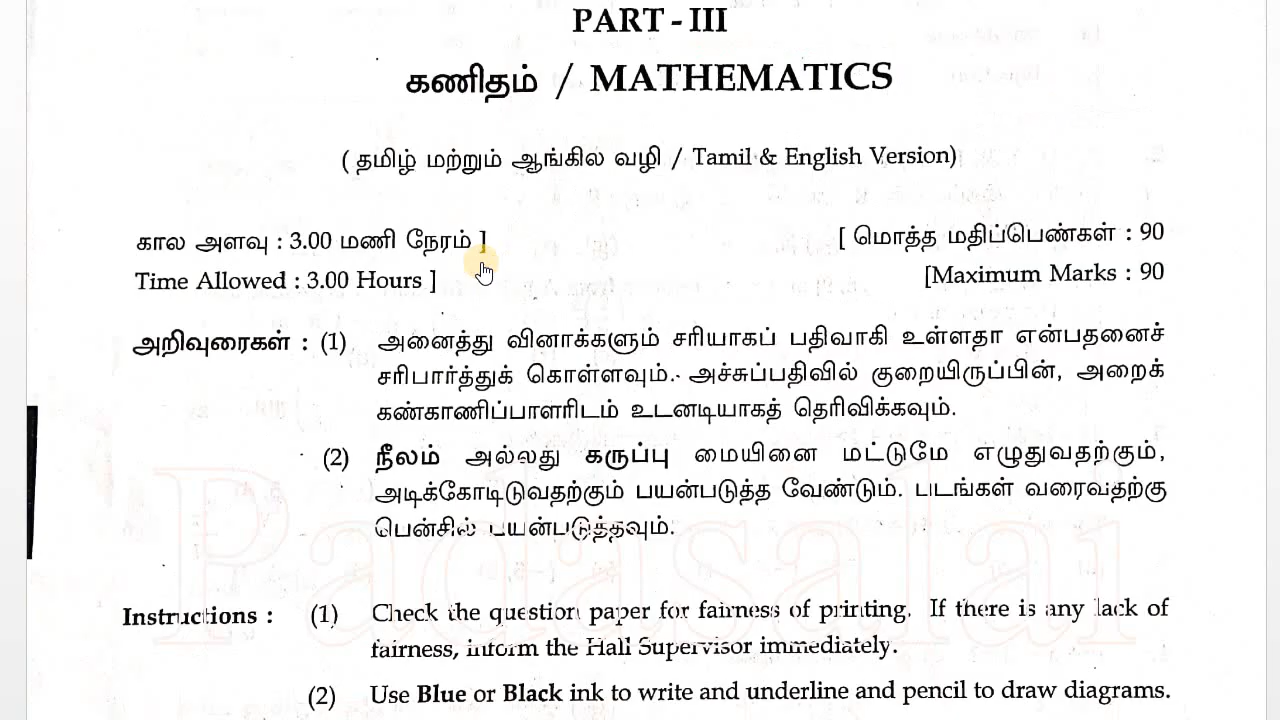 PART - III
கணிதம் / MATHEMATICS
( தமிழ் மற்றும் ஆங்கில வழி / Tamil & English Version)
கால அளவு : 3.00 மணி நேரம் ] [ மொத்த மதிப்பெண்கள் : 90
Time Allowed : 3.00 Hours ] [Maximum Marks : 90
அறிவுரைகள் : (1) அனைத்து வினாக்களும் சரியாகப் பதிவாகி உள்ளதா என்பதனைச்
சரிபார்த்துக் கொள்ளவும். அச்சுப்பதிவில் குறையிருப்பின், அறைக்
கண்காணிப்பாளரிடம் உடனடியாகத் தெரிவிக்கவும்.
(2) நீலம் அல்லது கருப்பு மையினை மட்டுமே எழுதுவதற்கும்,
அடிக்கோடிடுவதற்கும் பயன்படுத்த வேண்டும். படங்கள் வரைவதற்கு
பென்சில் பயன்படுத்தவும்.
Padasalai
Instructions : (1) Check the question paper for fairness of printing. If there is any lack of
fairness, inform the Hall Supervisor immediately.
(2) Use Blue or Black ink to write and underline and pencil to draw diagrams.